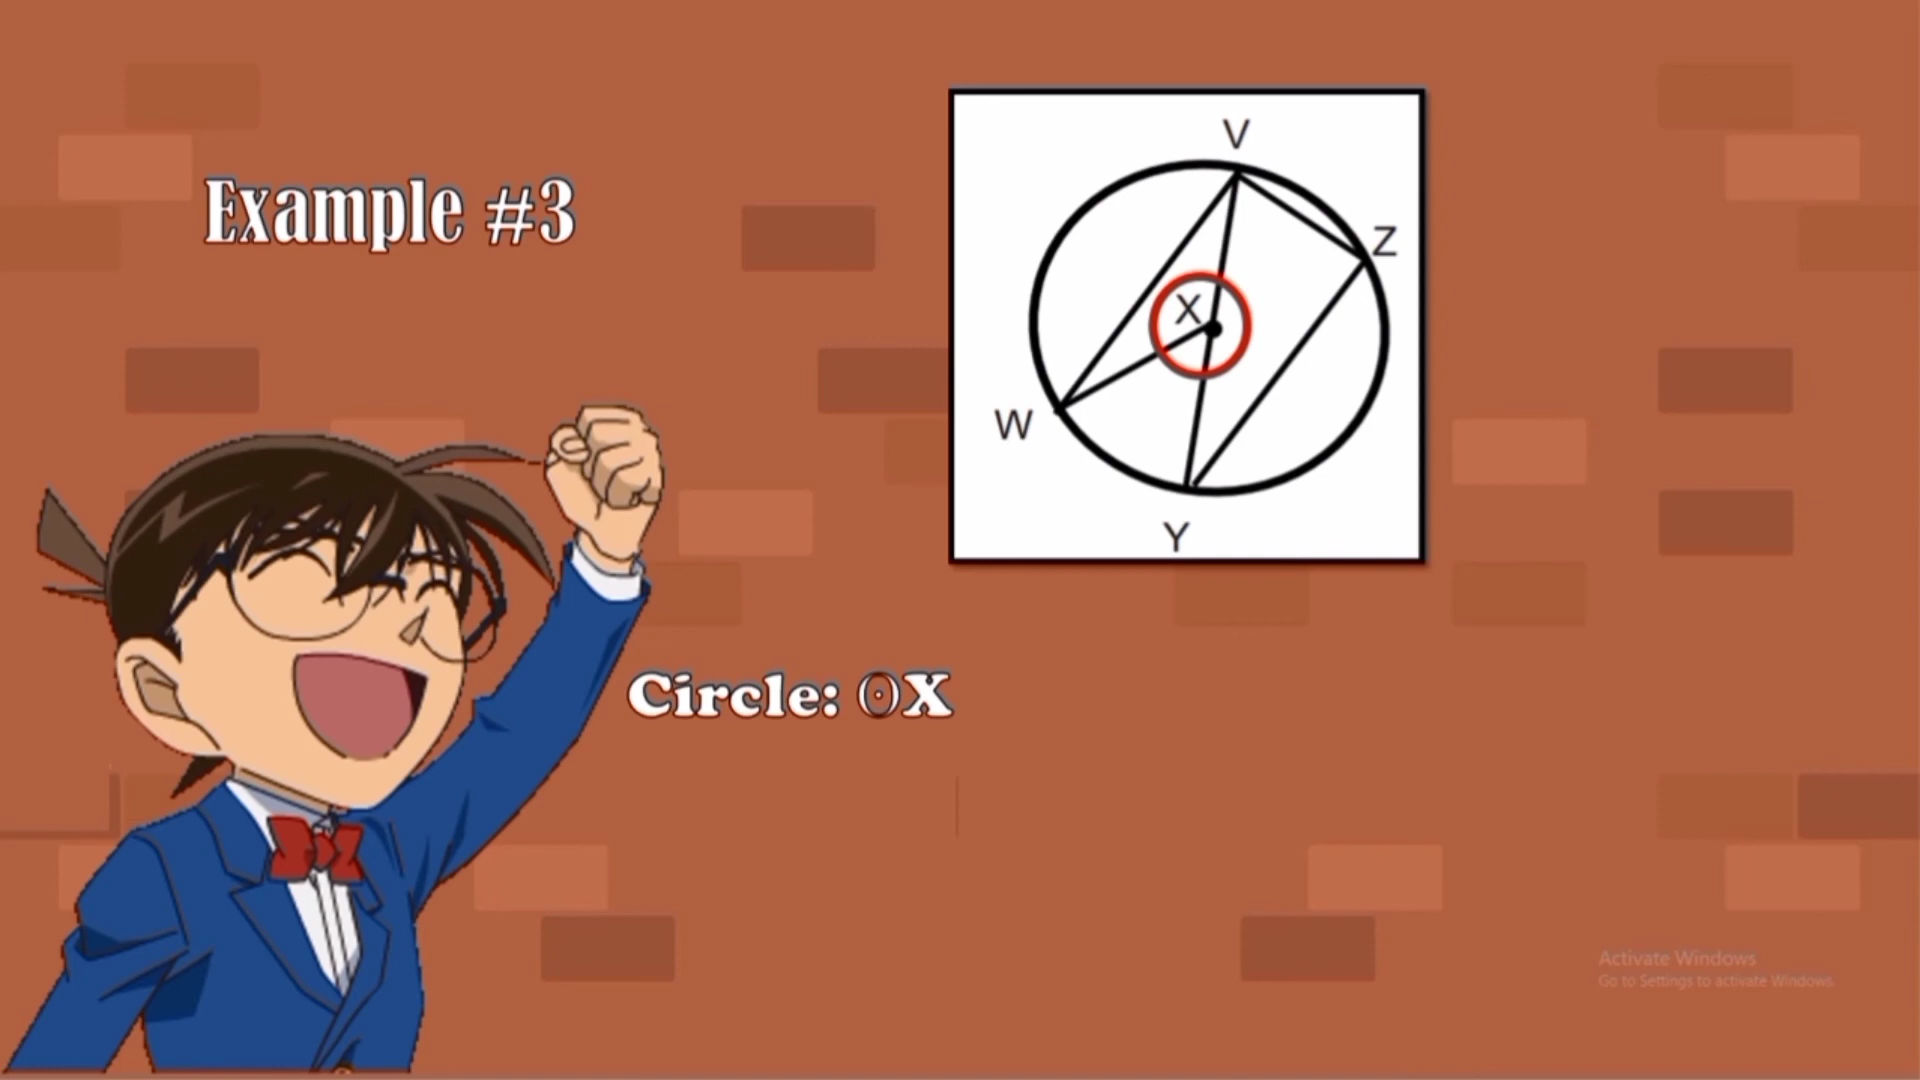 Example #3
V
Z
X
W
Y
Circle: ⊙X
Activate Windows
Go to Settings to activate Windows.